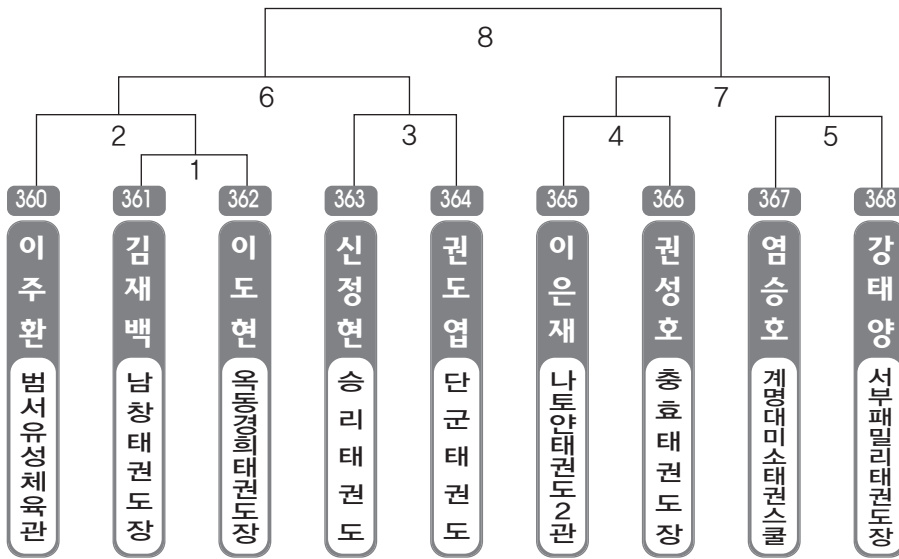 8
6
7
2
3
4
5
1
360
361
362
363
364
365
366
367
368
이주환
김재백
이도현
신정현
권도엽
이은재
권성호
염승호
강태양
범서유성체육관
남창태권도장
옥동경희태권도장
승리태권도
단군태권도
나토얀태권도2관
충효태권도장
계명대미소태권스쿨
서부패밀리태권도장